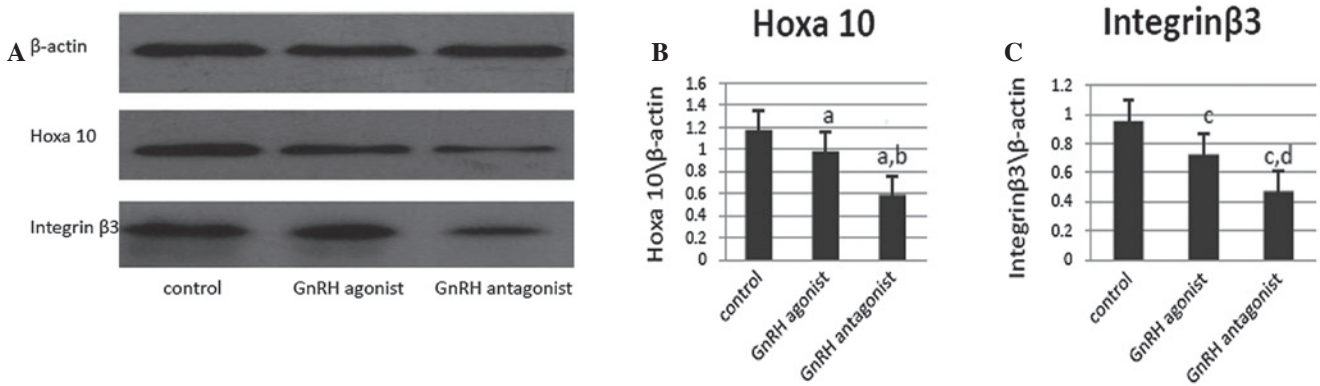 A
β-actin
Hoxa 10
Integrin β3
control
GnRH agonist
GnRH antagonist
B
Hoxa 10
Hoxa 10\β-actin
1.6
1.4
1.2
1
0.8
0.6
0.4
0.2
0
a
a,b
control
GnRH agonist
GnRH antagonist
C
Integrinβ3
Integrinβ3\β-actin
1.2
1
0.8
0.6
0.4
0.2
0
c
c,d
control
GnRH agonist
GnRH antagonist